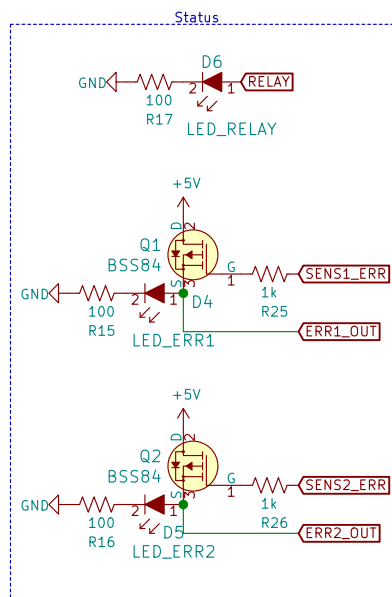 Status
D6
GND
2
1
RELAY
100
R17
LED_RELAY
+5V
D
2
Q1
BSS84
G
1
SENS1_ERR
S
3
GND
2
1
D4
1k
R25
100
R15
LED_ERR1
ERR1_OUT
+5V
D
2
Q2
BSS84
G
1
SENS2_ERR
S
3
GND
2
1
D5
1k
R26
100
R16
LED_ERR2
ERR2_OUT